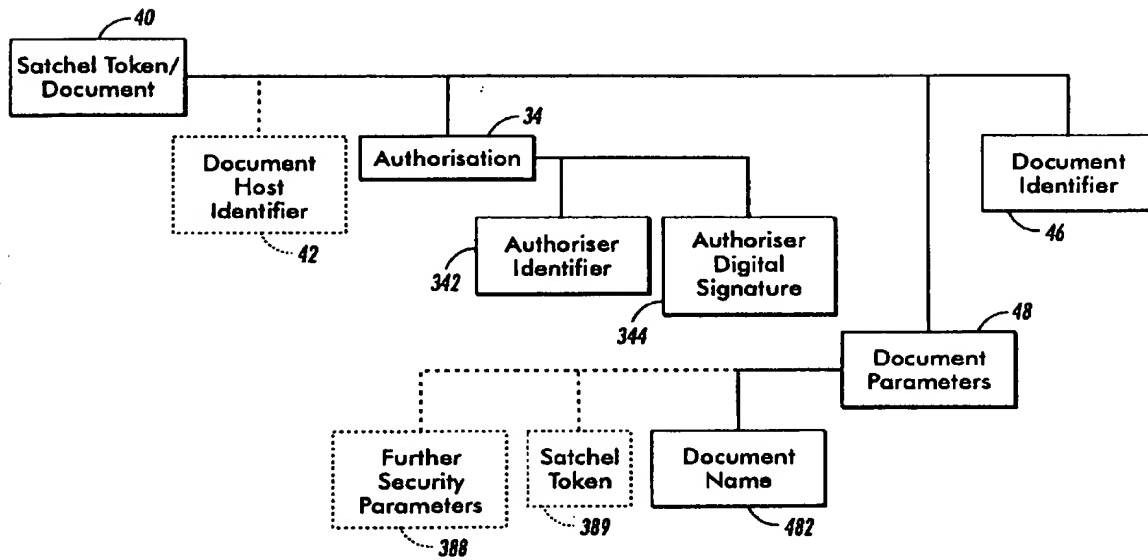 40
Satchel Token/
Document
34
Authorisation
Document
Host
Identifier
42
Document
Identifier
46
342
Authoriser
Identifier
Authoriser
Digital
Signature
344
48
Document
Parameters
Further
Security
Parameters
388
Satchel
Token
389
Document
Name
482